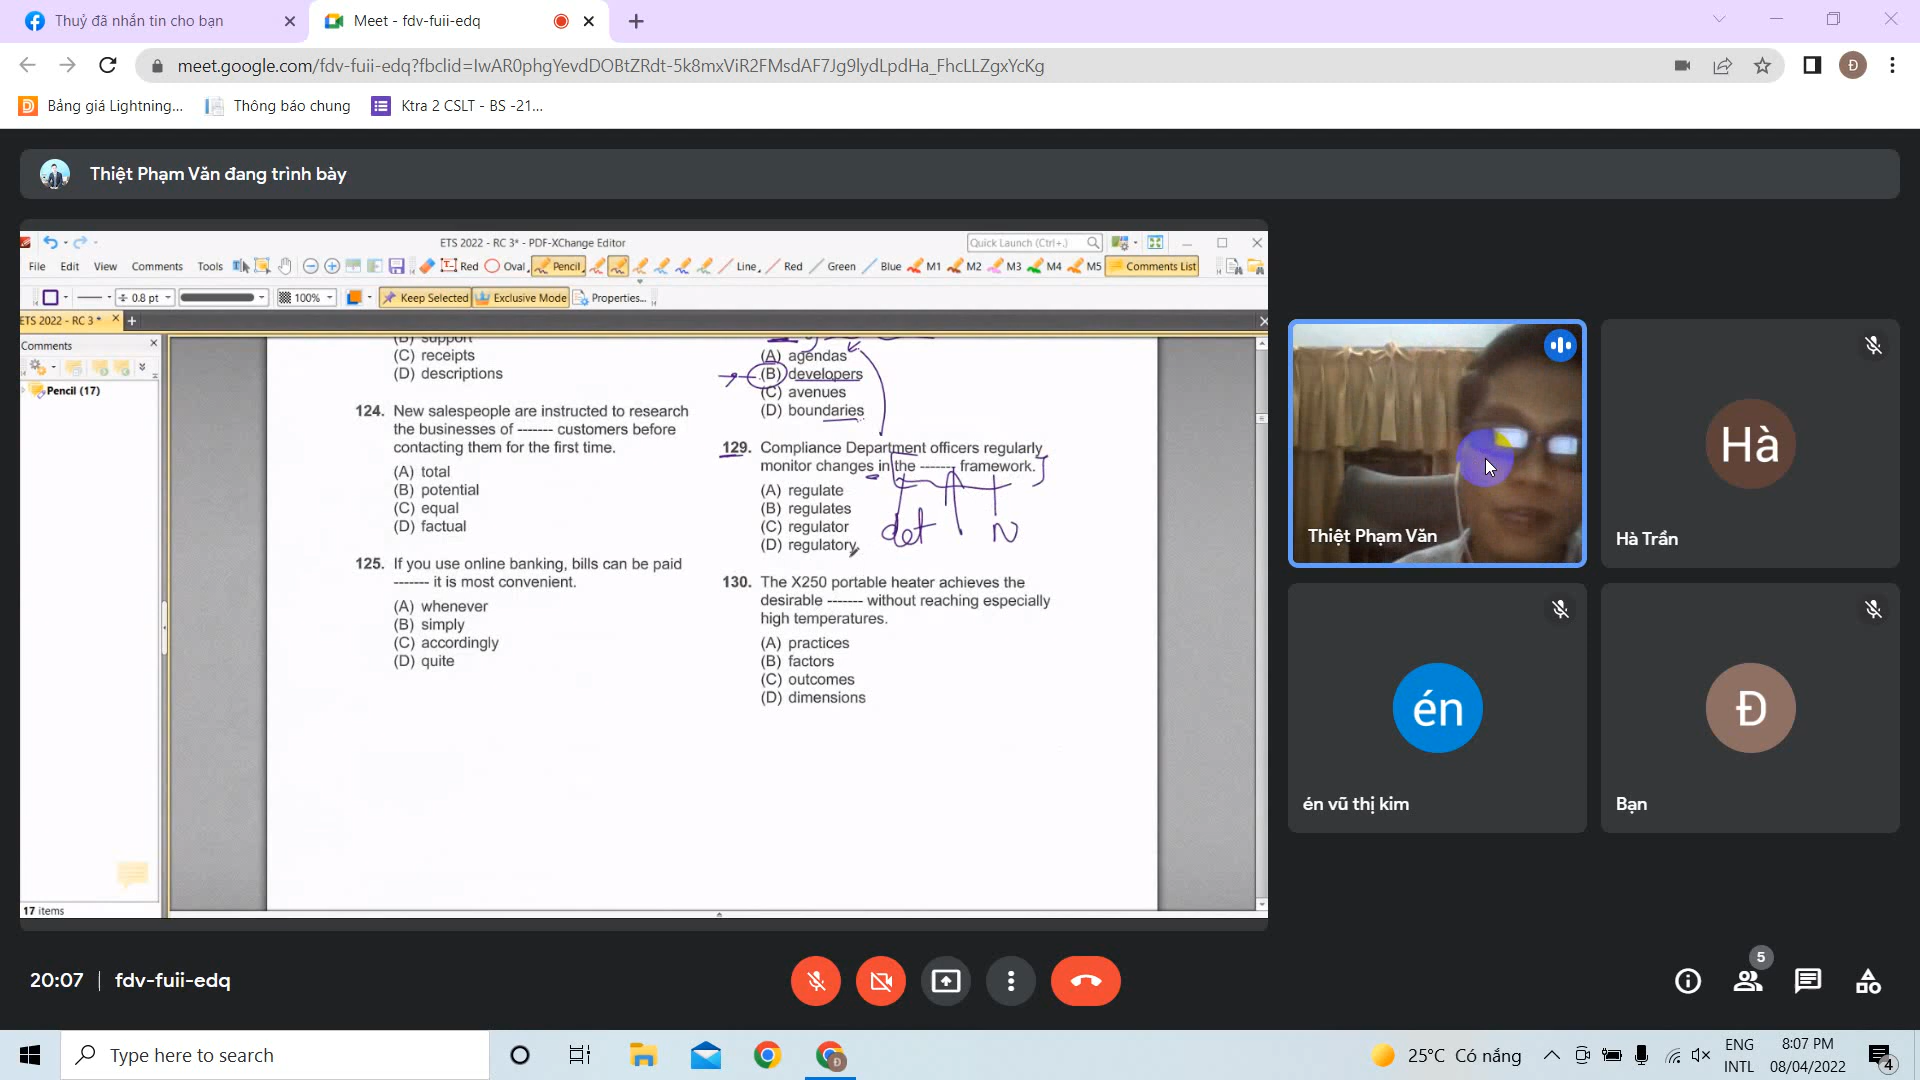 Thuỷ đã nhắn tin cho bạn
Meet - fdv-fuii-edq
meet.google.com/fdv-fuii-edq?fbclid=IwAR0phgYevdDOBtZRdt-5k8mxViR2FMsdAF7Jg9lydLpdHa_FhcLLZgxYcKg
Đ
Bảng giá Lightning...
Thông báo chung
Ktra 2 CSLT - BS -21...
Thiệt Phạm Văn đang trình bày
ETS 2022 - RC 3* - PDF-XChange Editor
Quick Launch (Ctrl+.)
File Edit View Comments Tools Red Oval Pencil Line Red Green Blue M1 M2 M3 M4 M5 Comments List
0.8 pt 100% Keep Selected Exclusive Mode Properties...
ETS 2022 - RC 3 *
Comments
Pencil (17)
17 items
(B) support
(C) receipts
(D) descriptions
124. New salespeople are instructed to research
the businesses of ------- customers before
contacting them for the first time.
(A) total
(B) potential
(C) equal
(D) factual
125. If you use online banking, bills can be paid
------- it is most convenient.
(A) whenever
(B) simply
(C) accordingly
(D) quite
(A) agendas
(B) developers
(C) avenues
(D) boundaries
129. Compliance Department officers regularly
monitor changes in the ------- framework.
(A) regulate
(B) regulates
(C) regulator
(D) regulatory
det N
130. The X250 portable heater achieves the
desirable ------- without reaching especially
high temperatures.
(A) practices
(B) factors
(C) outcomes
(D) dimensions
Thiệt Phạm Văn
Hà
Hà Trần
én
én vũ thị kim
Đ
Bạn
20:07 | fdv-fuii-edq
5
Type here to search
Đ
25°C Có nắng
ENG
INTL
8:07 PM
08/04/2022
4